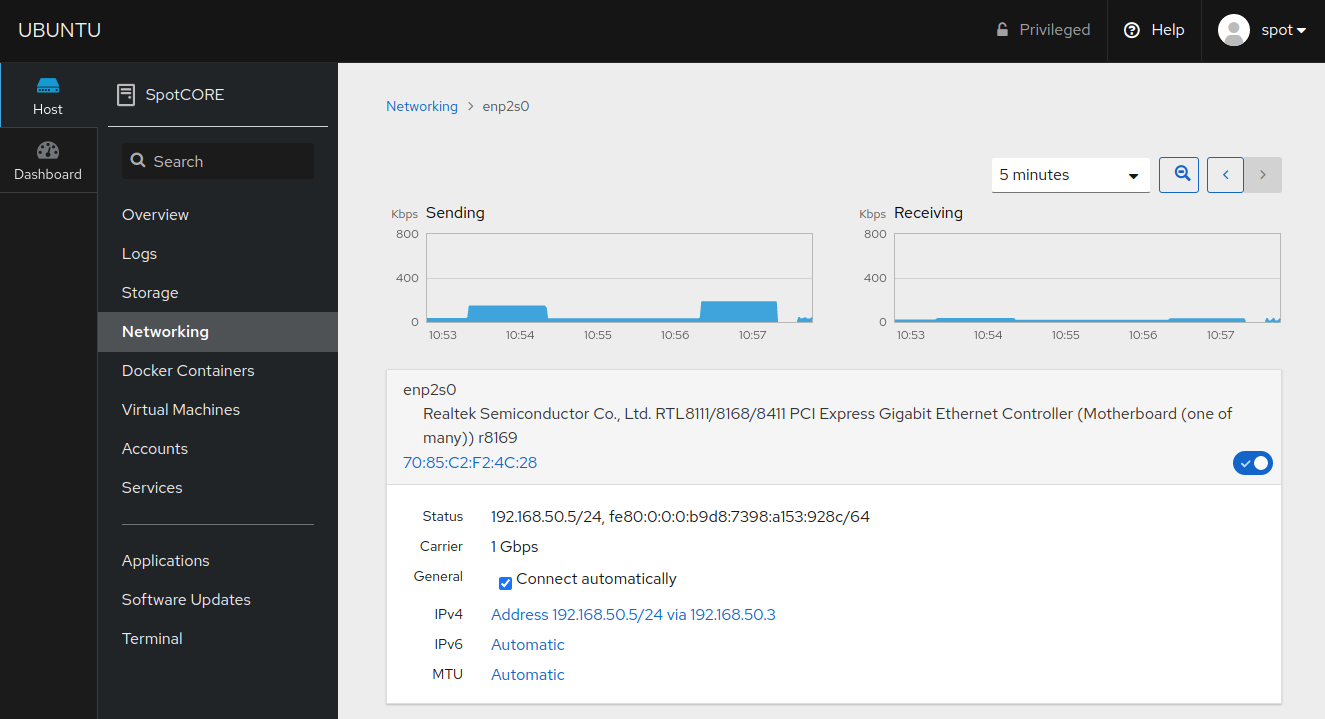 UBUNTU
Privileged
Help
spot
Host
Dashboard
SpotCORE
Search
Overview
Logs
Storage
Networking
Docker Containers
Virtual Machines
Accounts
Services
Applications
Software Updates
Terminal
Networking > enp2s0
5 minutes
Kbps Sending
800
400
0
10:53 10:54 10:55 10:56 10:57
Kbps Receiving
800
400
0
10:53 10:54 10:55 10:56 10:57
enp2s0
Realtek Semiconductor Co., Ltd. RTL8111/8168/8411 PCI Express Gigabit Ethernet Controller (Motherboard (one of
many)) r8169
70:85:C2:F2:4C:28
Status 192.168.50.5/24, fe80:0:0:0:b9d8:7398:a153:928c/64
Carrier 1 Gbps
General Connect automatically
IPv4 Address 192.168.50.5/24 via 192.168.50.3
IPv6 Automatic
MTU Automatic